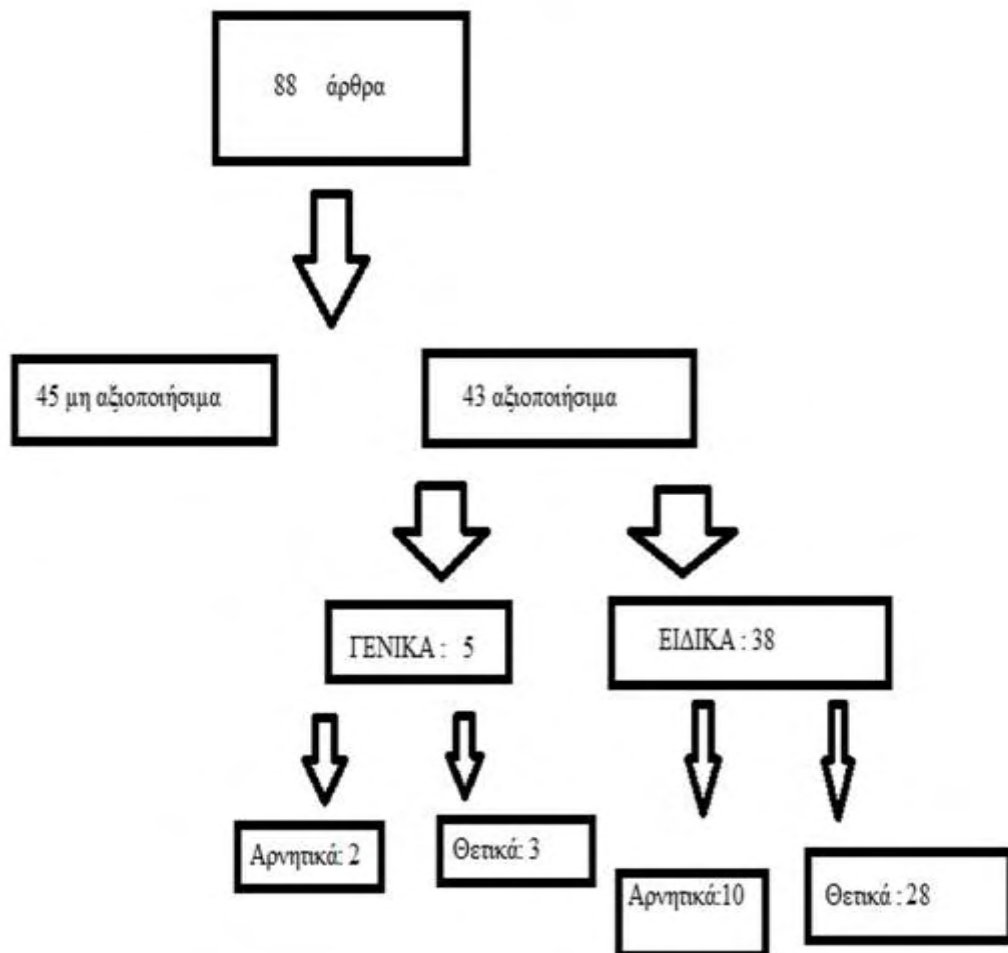 88 άρθρα
45 μη αξιοποιήσιμα
43 αξιοποιήσιμα
ΓΕΝΙΚΑ : 5
ΕΙΔΙΚΑ : 38
Αρνητικά: 2
Θετικά: 3
Αρνητικά:10
Θετικά : 28